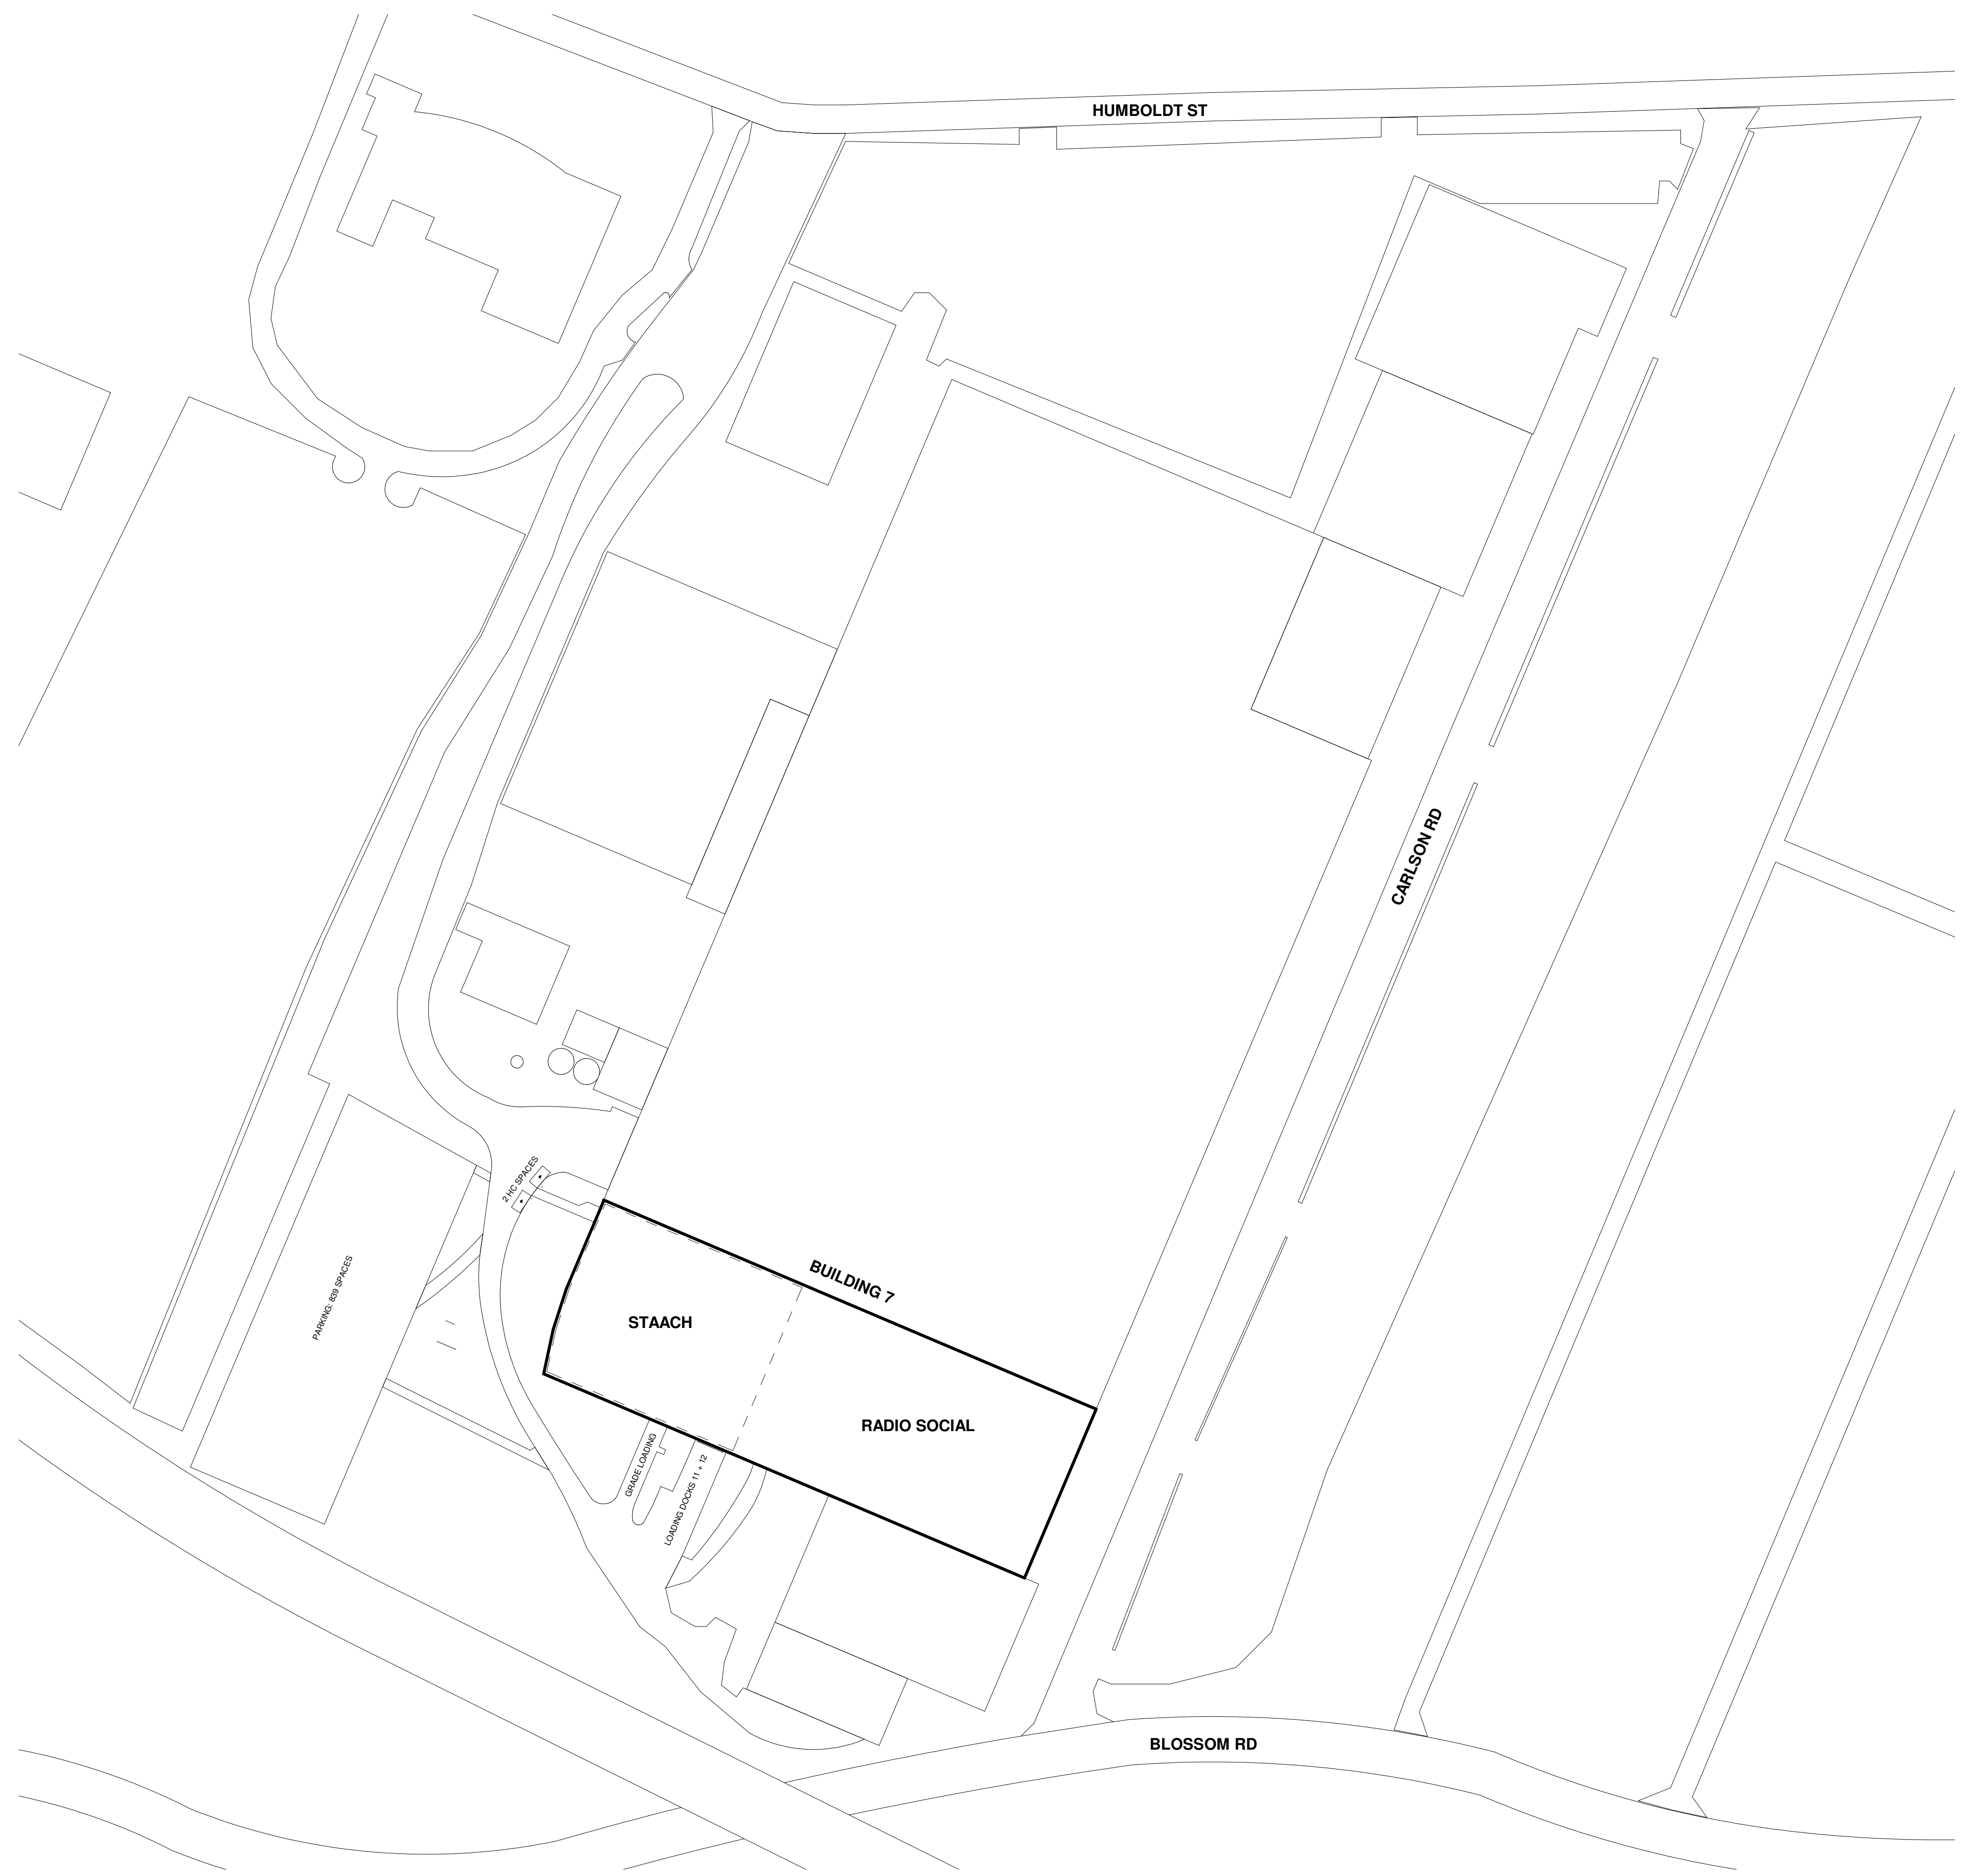 HUMBOLDT ST
CARLSON RD
2 HC SPACES
PARKING: 839 SPACES
BUILDING 7
STAACH
RADIO SOCIAL
GRADE LOADING
LOADING DOCKS 11 + 12
BLOSSOM RD